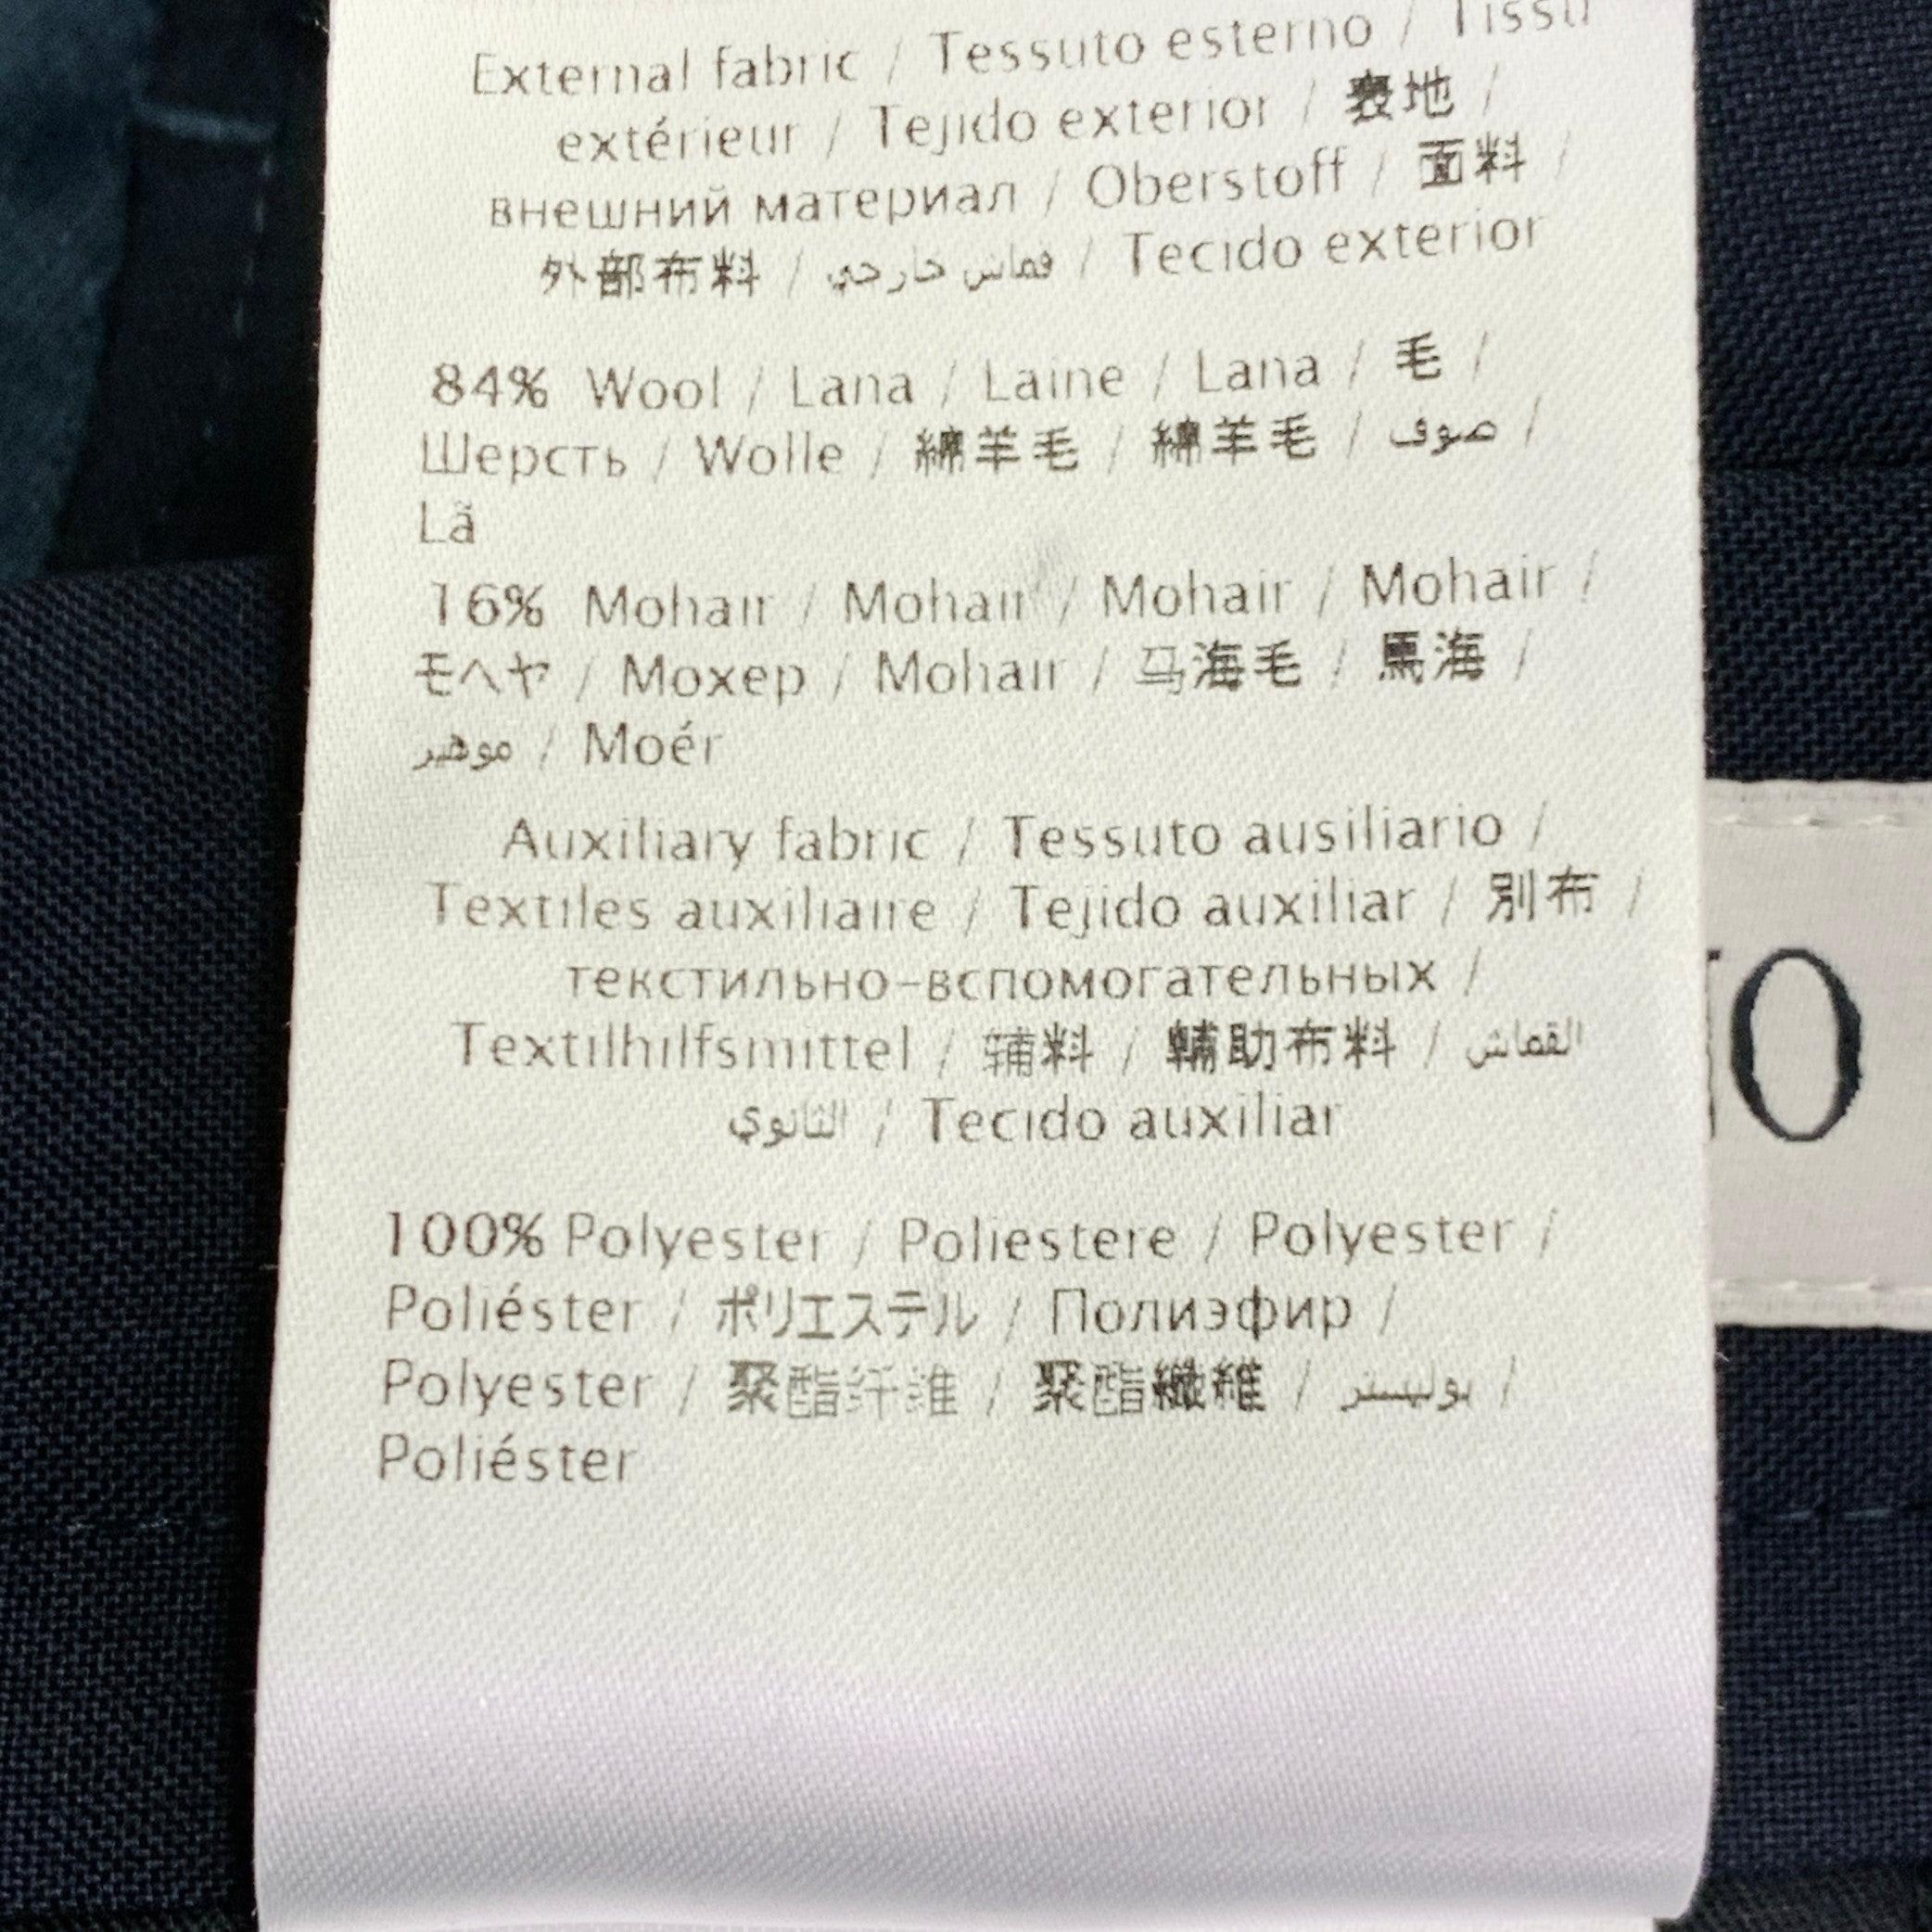 External fabric / Tessuto esterno / Tissu
extérieur / Tejido exterior / 表地 /
внешний материал / Oberstoff / 面料 /
外部布料 / قماش خارجي / Tecido exterior
84% Wool / Lana / Laine / Lana / 毛 /
Шерсть / Wolle / 綿羊毛 / 綿羊毛 / صوف /
Lã
16% Mohair / Mohair / Mohair / Mohair /
モヘヤ / Мохер / Mohair / 马海毛 / 馬海 /
موهير / Moér
Auxiliary fabric / Tessuto ausiliario /
Textiles auxiliaire / Tejido auxiliar / 別布 /
текстильно-вспомогательных /
Textilhilfsmittel / 辅料 / 輔助布料 / القماش
الثانوي / Tecido auxiliar
100% Polyester / Poliestere / Polyester /
Poliéster / ポリエステル / Полиэфир /
Polyester / 聚酯纤维 / 聚酯纖維 / بوليستر /
Poliéster
O